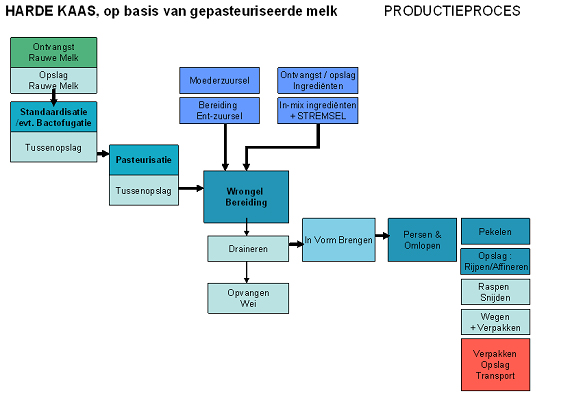 HARDE KAAS, op basis van gepasteuriseerde melk PRODUCTIEPROCES
Ontvangst
Rauwe Melk
Opslag
Rauwe Melk
Standaardisatie
/evt. Bactofugatie
Tussenopslag
Pasteurisatie
Tussenopslag
Moederzuursel
Bereiding
Ent-zuursel
Ontvangst / opslag
Ingrediënten
In-mix ingrediënten
+ STREMSEL
Wrongel
Bereiding
Draineren
Opvangen
Wei
In Vorm Brengen
Persen &
Omlopen
Pekelen
Opslag :
Rijpen/Affineren
Raspen
Snijden
Wegen
+ Verpakken
Verpakken
Opslag
Transport